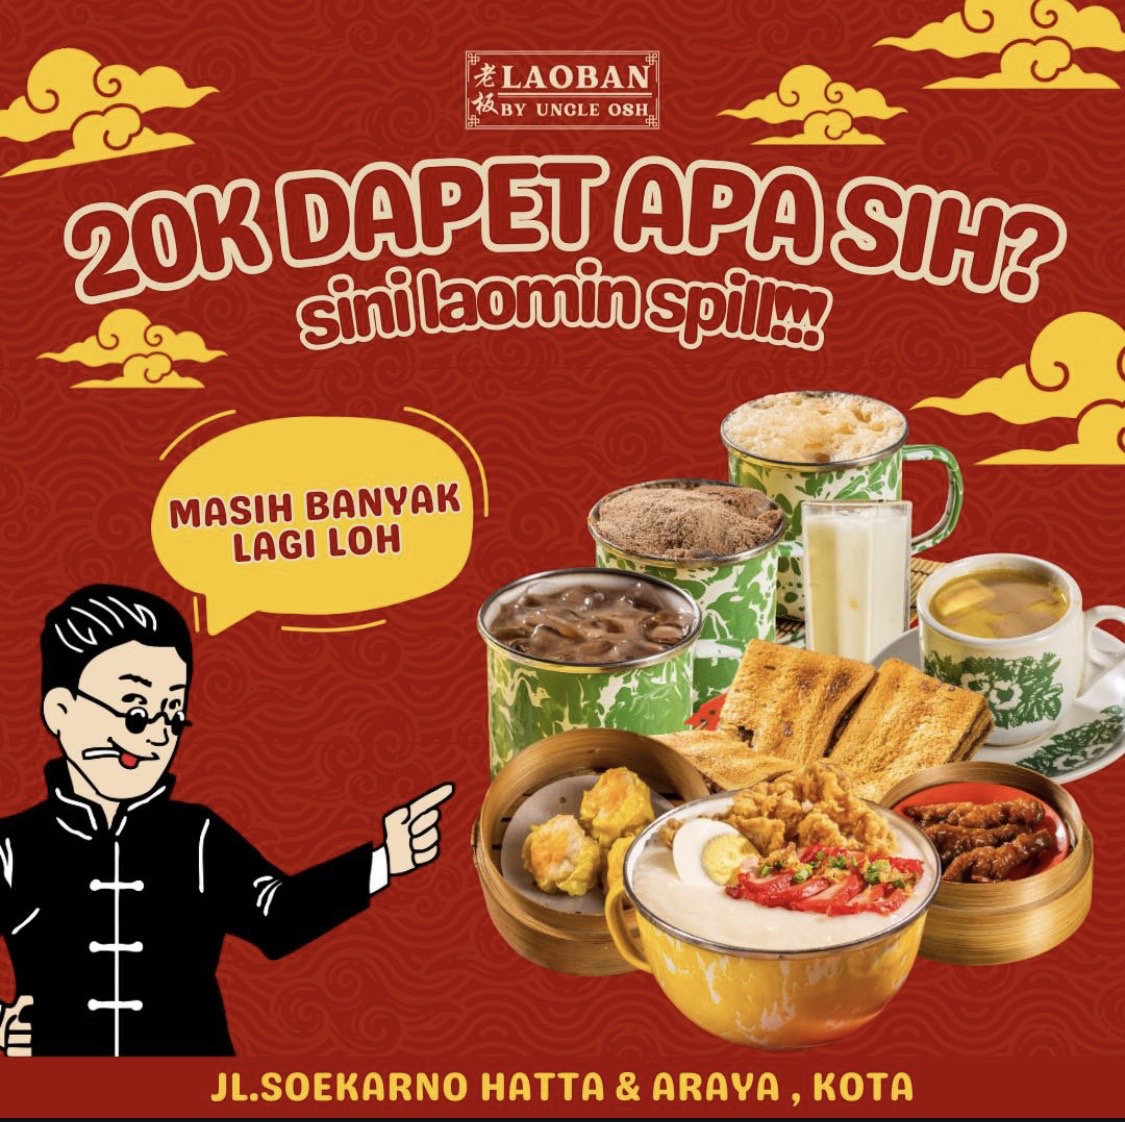 老板
LAOBAN
BY UNCLE OSH
20K DAPET APA SIH?
sini laomin spill!!!
MASIH BANYAK
LAGI LOH
JL.SOEKARNO HATTA & ARAYA , KOTA